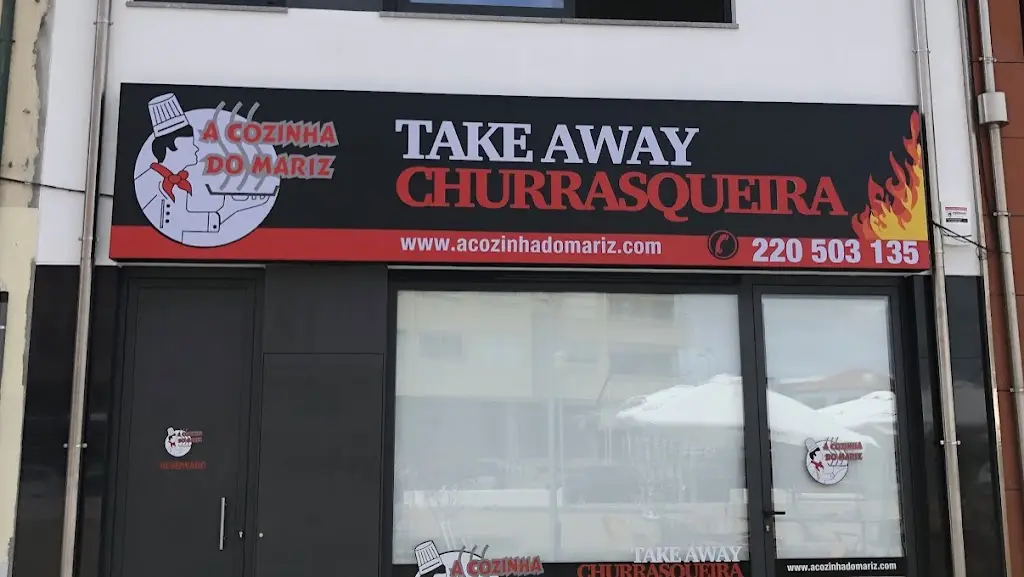 A COZINHA
DO MARIZ
TAKE AWAY
CHURRASQUEIRA
www.acozinhadomariz.com
220 503 135
A COZINHA
DO MARIZ
RESERVADO
A COZINHA
DO MARIZ
A COZINHA
TAKE AWAY
CHURRASQUEIRA
www.acozinhadomariz.com